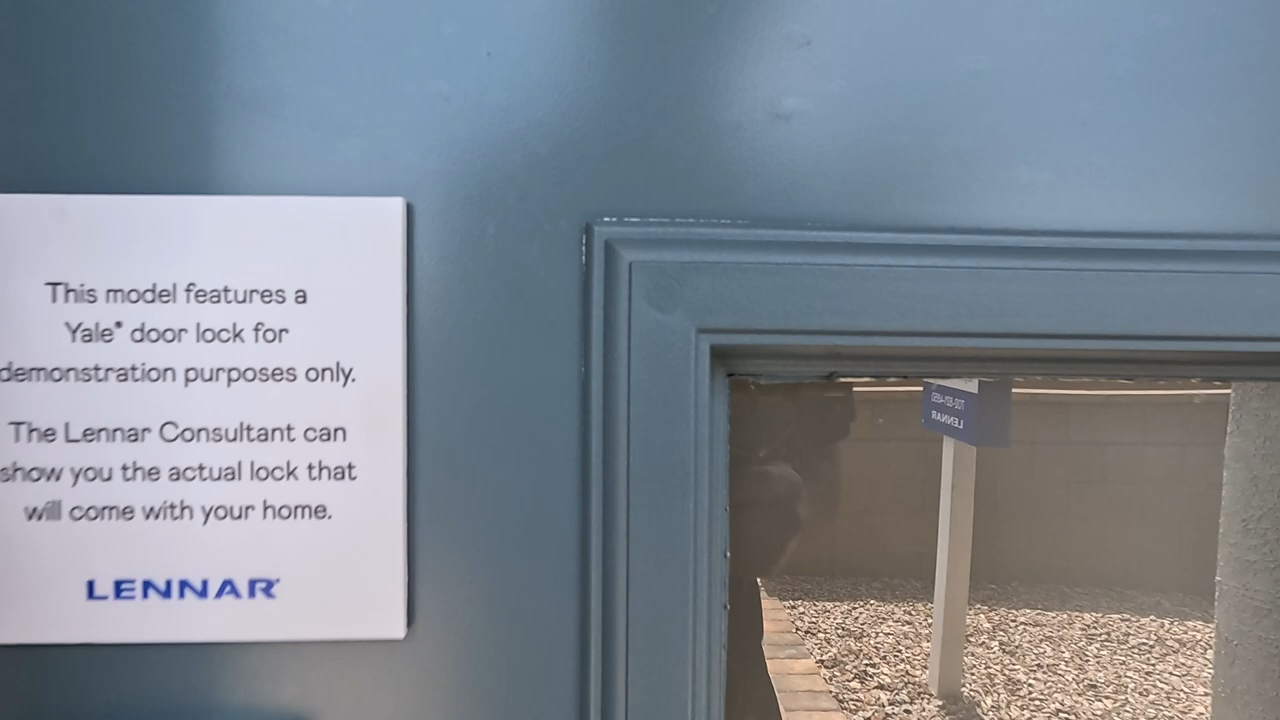 This model features a
Yale® door lock for
demonstration purposes only.
The Lennar Consultant can
show you the actual lock that
will come with your home.
LENNAR
LENNAR